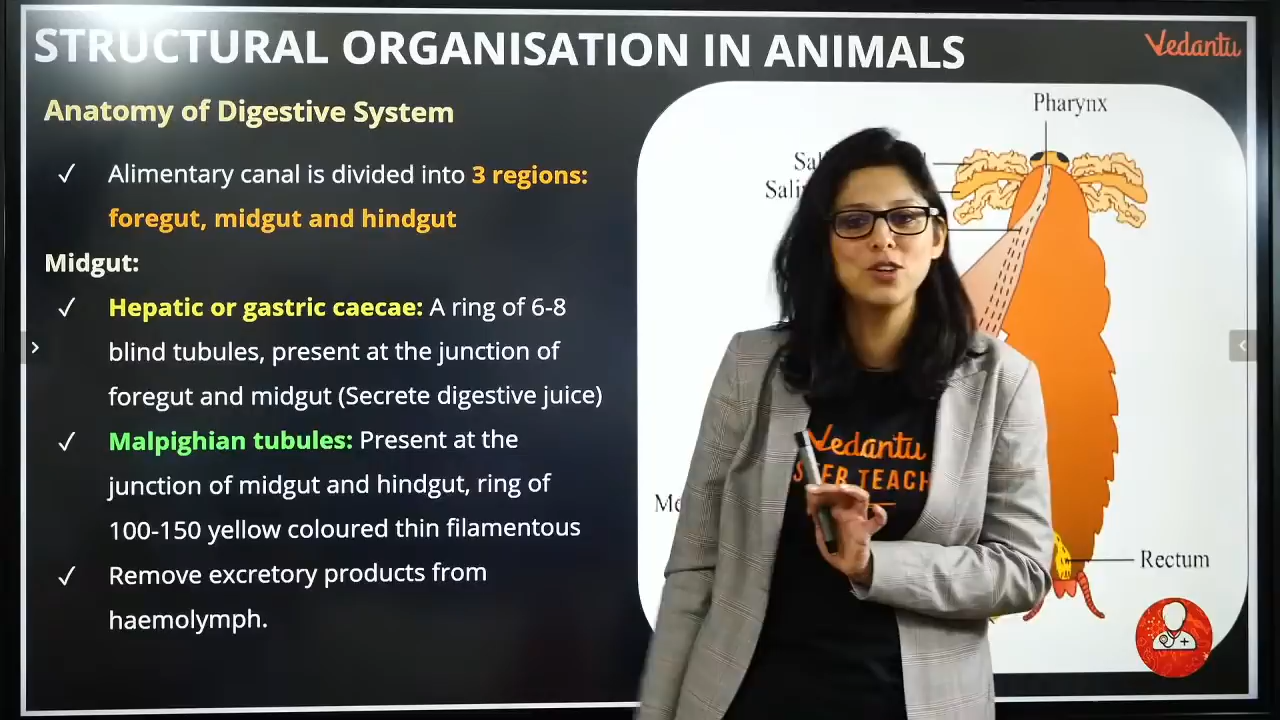 STRUCTURAL ORGANISATION IN ANIMALS
Vedantu
Anatomy of Digestive System
✓ Alimentary canal is divided into 3 regions:
foregut, midgut and hindgut
Midgut:
✓ Hepatic or gastric caecae: A ring of 6-8
blind tubules, present at the junction of
foregut and midgut (Secrete digestive juice)
✓ Malpighian tubules: Present at the
junction of midgut and hindgut, ring of
100-150 yellow coloured thin filamentous
✓ Remove excretory products from
haemolymph.
Pharynx
Rectum
Vedantu